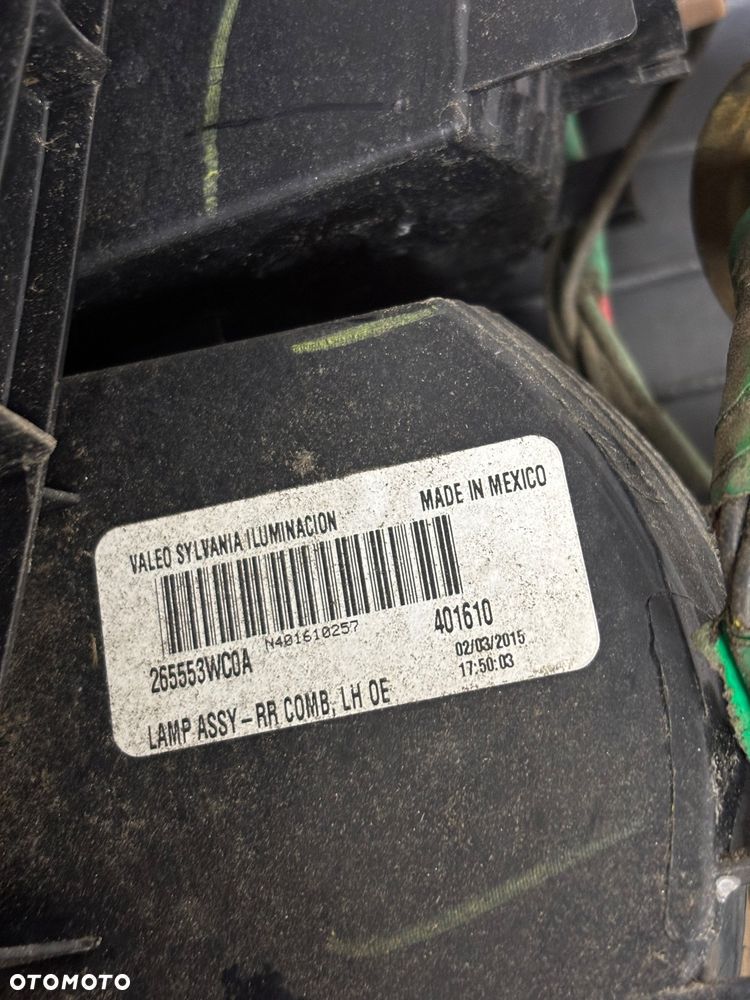 VALEO SYLVANIA ILUMINACION
MADE IN MEXICO
N401610257
265553WC0A
401610
02/03/2015
17:50:03
LAMP ASSY-RR COMB, LH OE
OTOMOTO